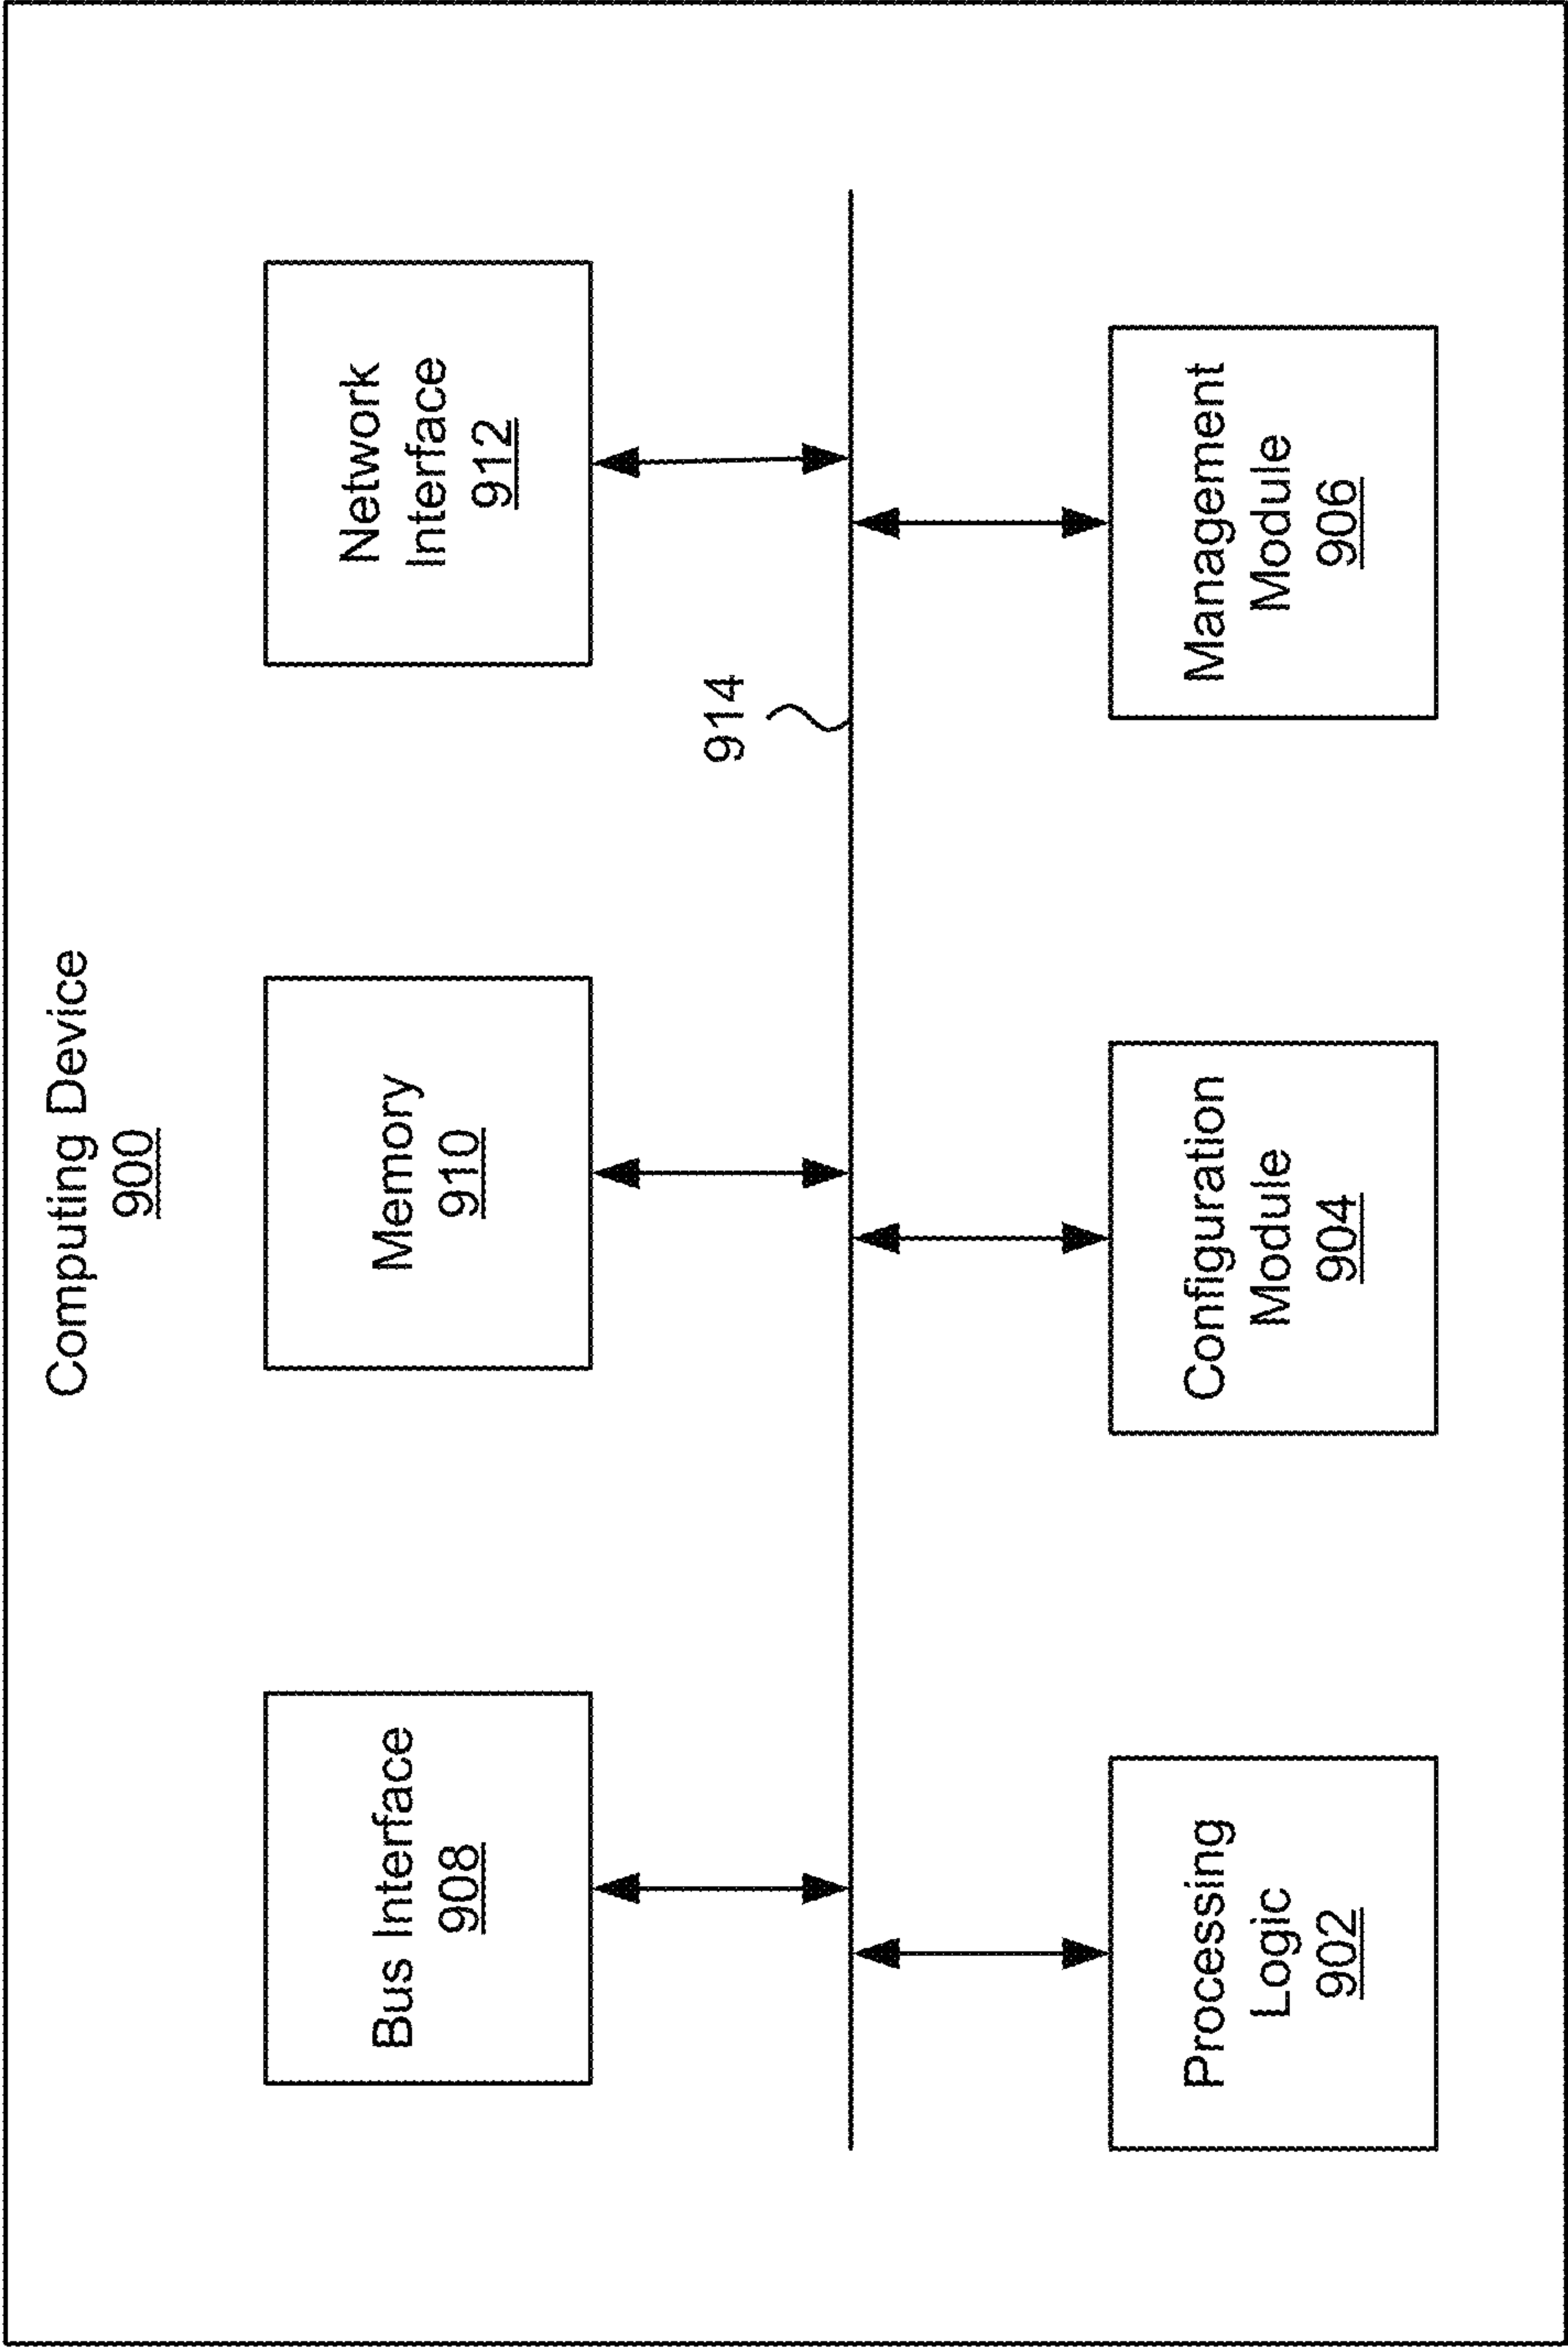 Computing Device
900
Bus Interface
908
Memory
910
Network
Interface
912
914
Processing
Logic
902
Configuration
Module
904
Management
Module
906